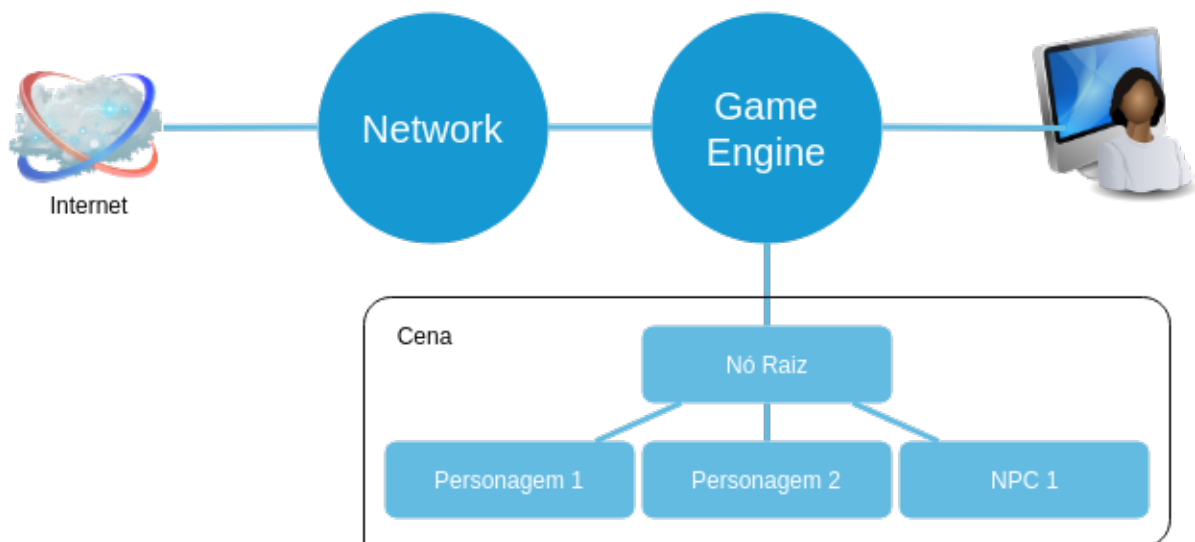 Internet
Network
Game
Engine
Cena
Nó Raiz
Personagem 1
Personagem 2
NPC 1